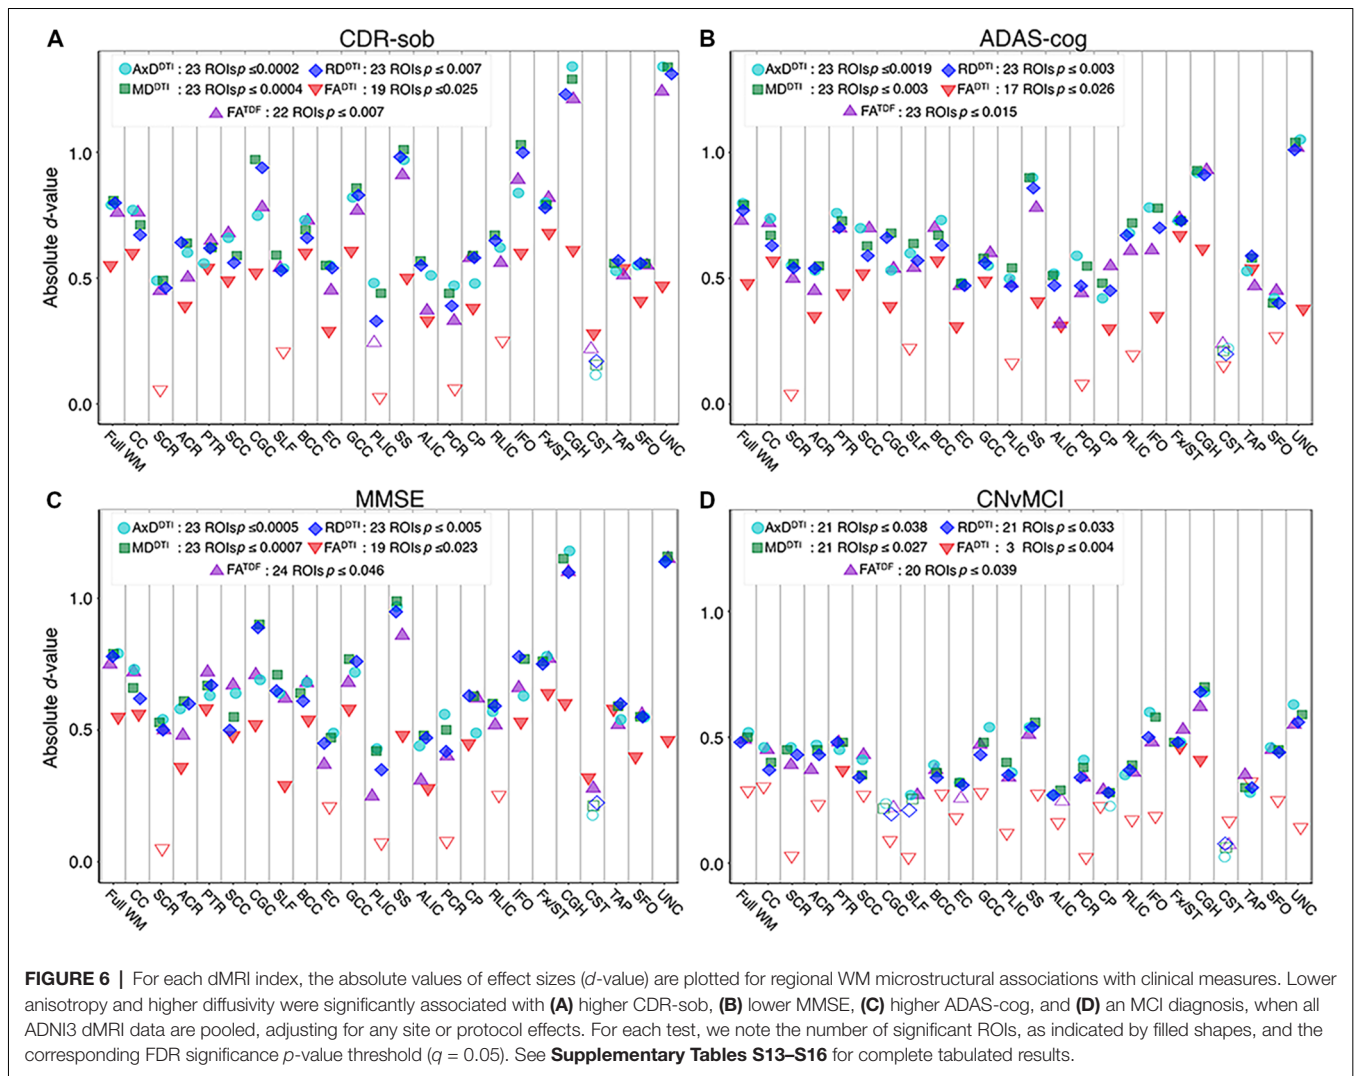 A CDR-sob
AxD^DTI : 23 ROIs p ≤0.0002 RD^DTI : 23 ROIs p ≤ 0.007
MD^DTI : 23 ROIs p ≤ 0.0004 FA^DTI : 19 ROIs p ≤0.025
FA^TDF : 22 ROIs p ≤ 0.007
Absolute d-value
1.0
0.5
0.0
Full WM CC SCR ACR PTR SCC CGC SLF BCC EC GCC PLIC SS ALIC PCR CP RLIC IFO Fx/ST CGH CST TAP SFO UNC
B ADAS-cog
AxD^DTI : 23 ROIs p ≤0.0019 RD^DTI : 23 ROIs p ≤ 0.003
MD^DTI : 23 ROIs p ≤ 0.003 FA^DTI : 17 ROIs p ≤ 0.026
FA^TDF : 23 ROIs p ≤ 0.015
1.0
0.5
0.0
Full WM CC SCR ACR PTR SCC CGC SLF BCC EC GCC PLIC SS ALIC PCR CP RLIC IFO Fx/ST CGH CST TAP SFO UNC
C MMSE
AxD^DTI : 23 ROIs p ≤0.0005 RD^DTI : 23 ROIs p ≤ 0.005
MD^DTI : 23 ROIs p ≤ 0.0007 FA^DTI : 19 ROIs p ≤0.023
FA^TDF : 24 ROIs p ≤ 0.046
Absolute d-value
1.0
0.5
0.0
Full WM CC SCR ACR PTR SCC CGC SLF BCC EC GCC PLIC SS ALIC PCR CP RLIC IFO Fx/ST CGH CST TAP SFO UNC
D CNvMCI
AxD^DTI : 21 ROIs p ≤ 0.038 RD^DTI : 21 ROIs p ≤ 0.033
MD^DTI : 21 ROIs p ≤ 0.027 FA^DTI : 3 ROIs p ≤ 0.004
FA^TDF : 20 ROIs p ≤ 0.039
1.0
0.5
0.0
Full WM CC SCR ACR PTR SCC CGC SLF BCC EC GCC PLIC SS ALIC PCR CP RLIC IFO Fx/ST CGH CST TAP SFO UNC
FIGURE 6 | For each dMRI index, the absolute values of effect sizes (d-value) are plotted for regional WM microstructural associations with clinical measures. Lower
anisotropy and higher diffusivity were significantly associated with (A) higher CDR-sob, (B) lower MMSE, (C) higher ADAS-cog, and (D) an MCI diagnosis, when all
ADNI3 dMRI data are pooled, adjusting for any site or protocol effects. For each test, we note the number of significant ROIs, as indicated by filled shapes, and the
corresponding FDR significance p-value threshold (q = 0.05). See Supplementary Tables S13–S16 for complete tabulated results.